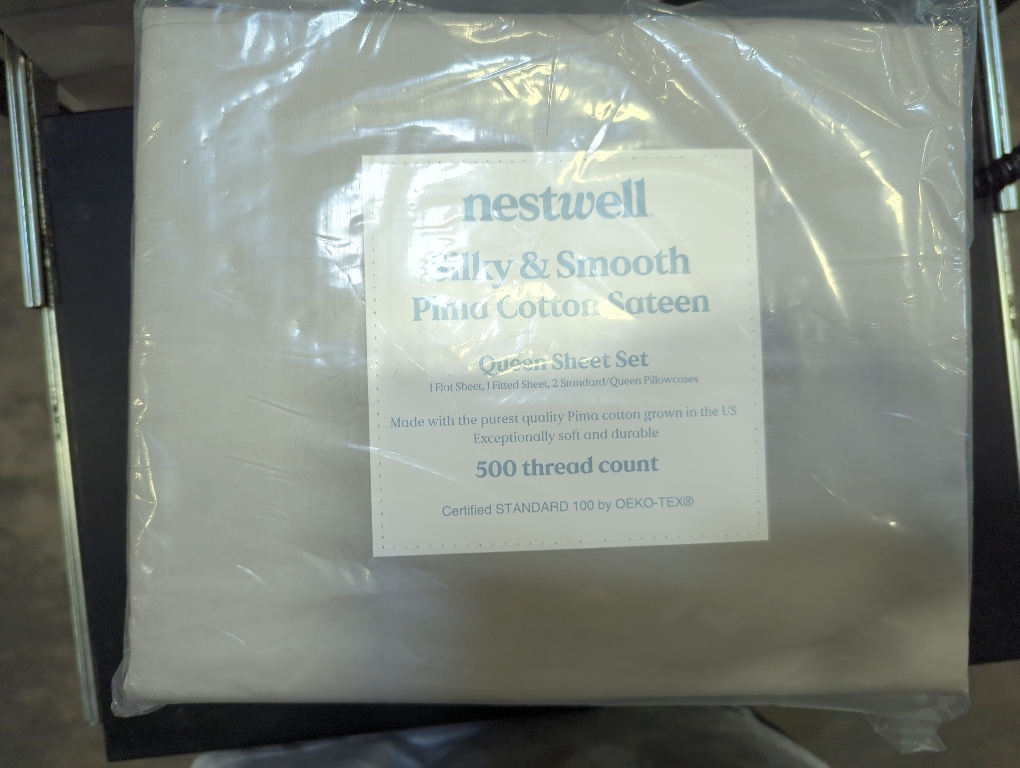 nestwell
Silky & Smooth
Pima Cotton Sateen
Queen Sheet Set
1 Flat Sheet, 1 Fitted Sheet, 2 Standard/Queen Pillowcases
Made with the purest quality Pima cotton grown in the US
Exceptionally soft and durable
500 thread count
Certified STANDARD 100 by OEKO-TEX®